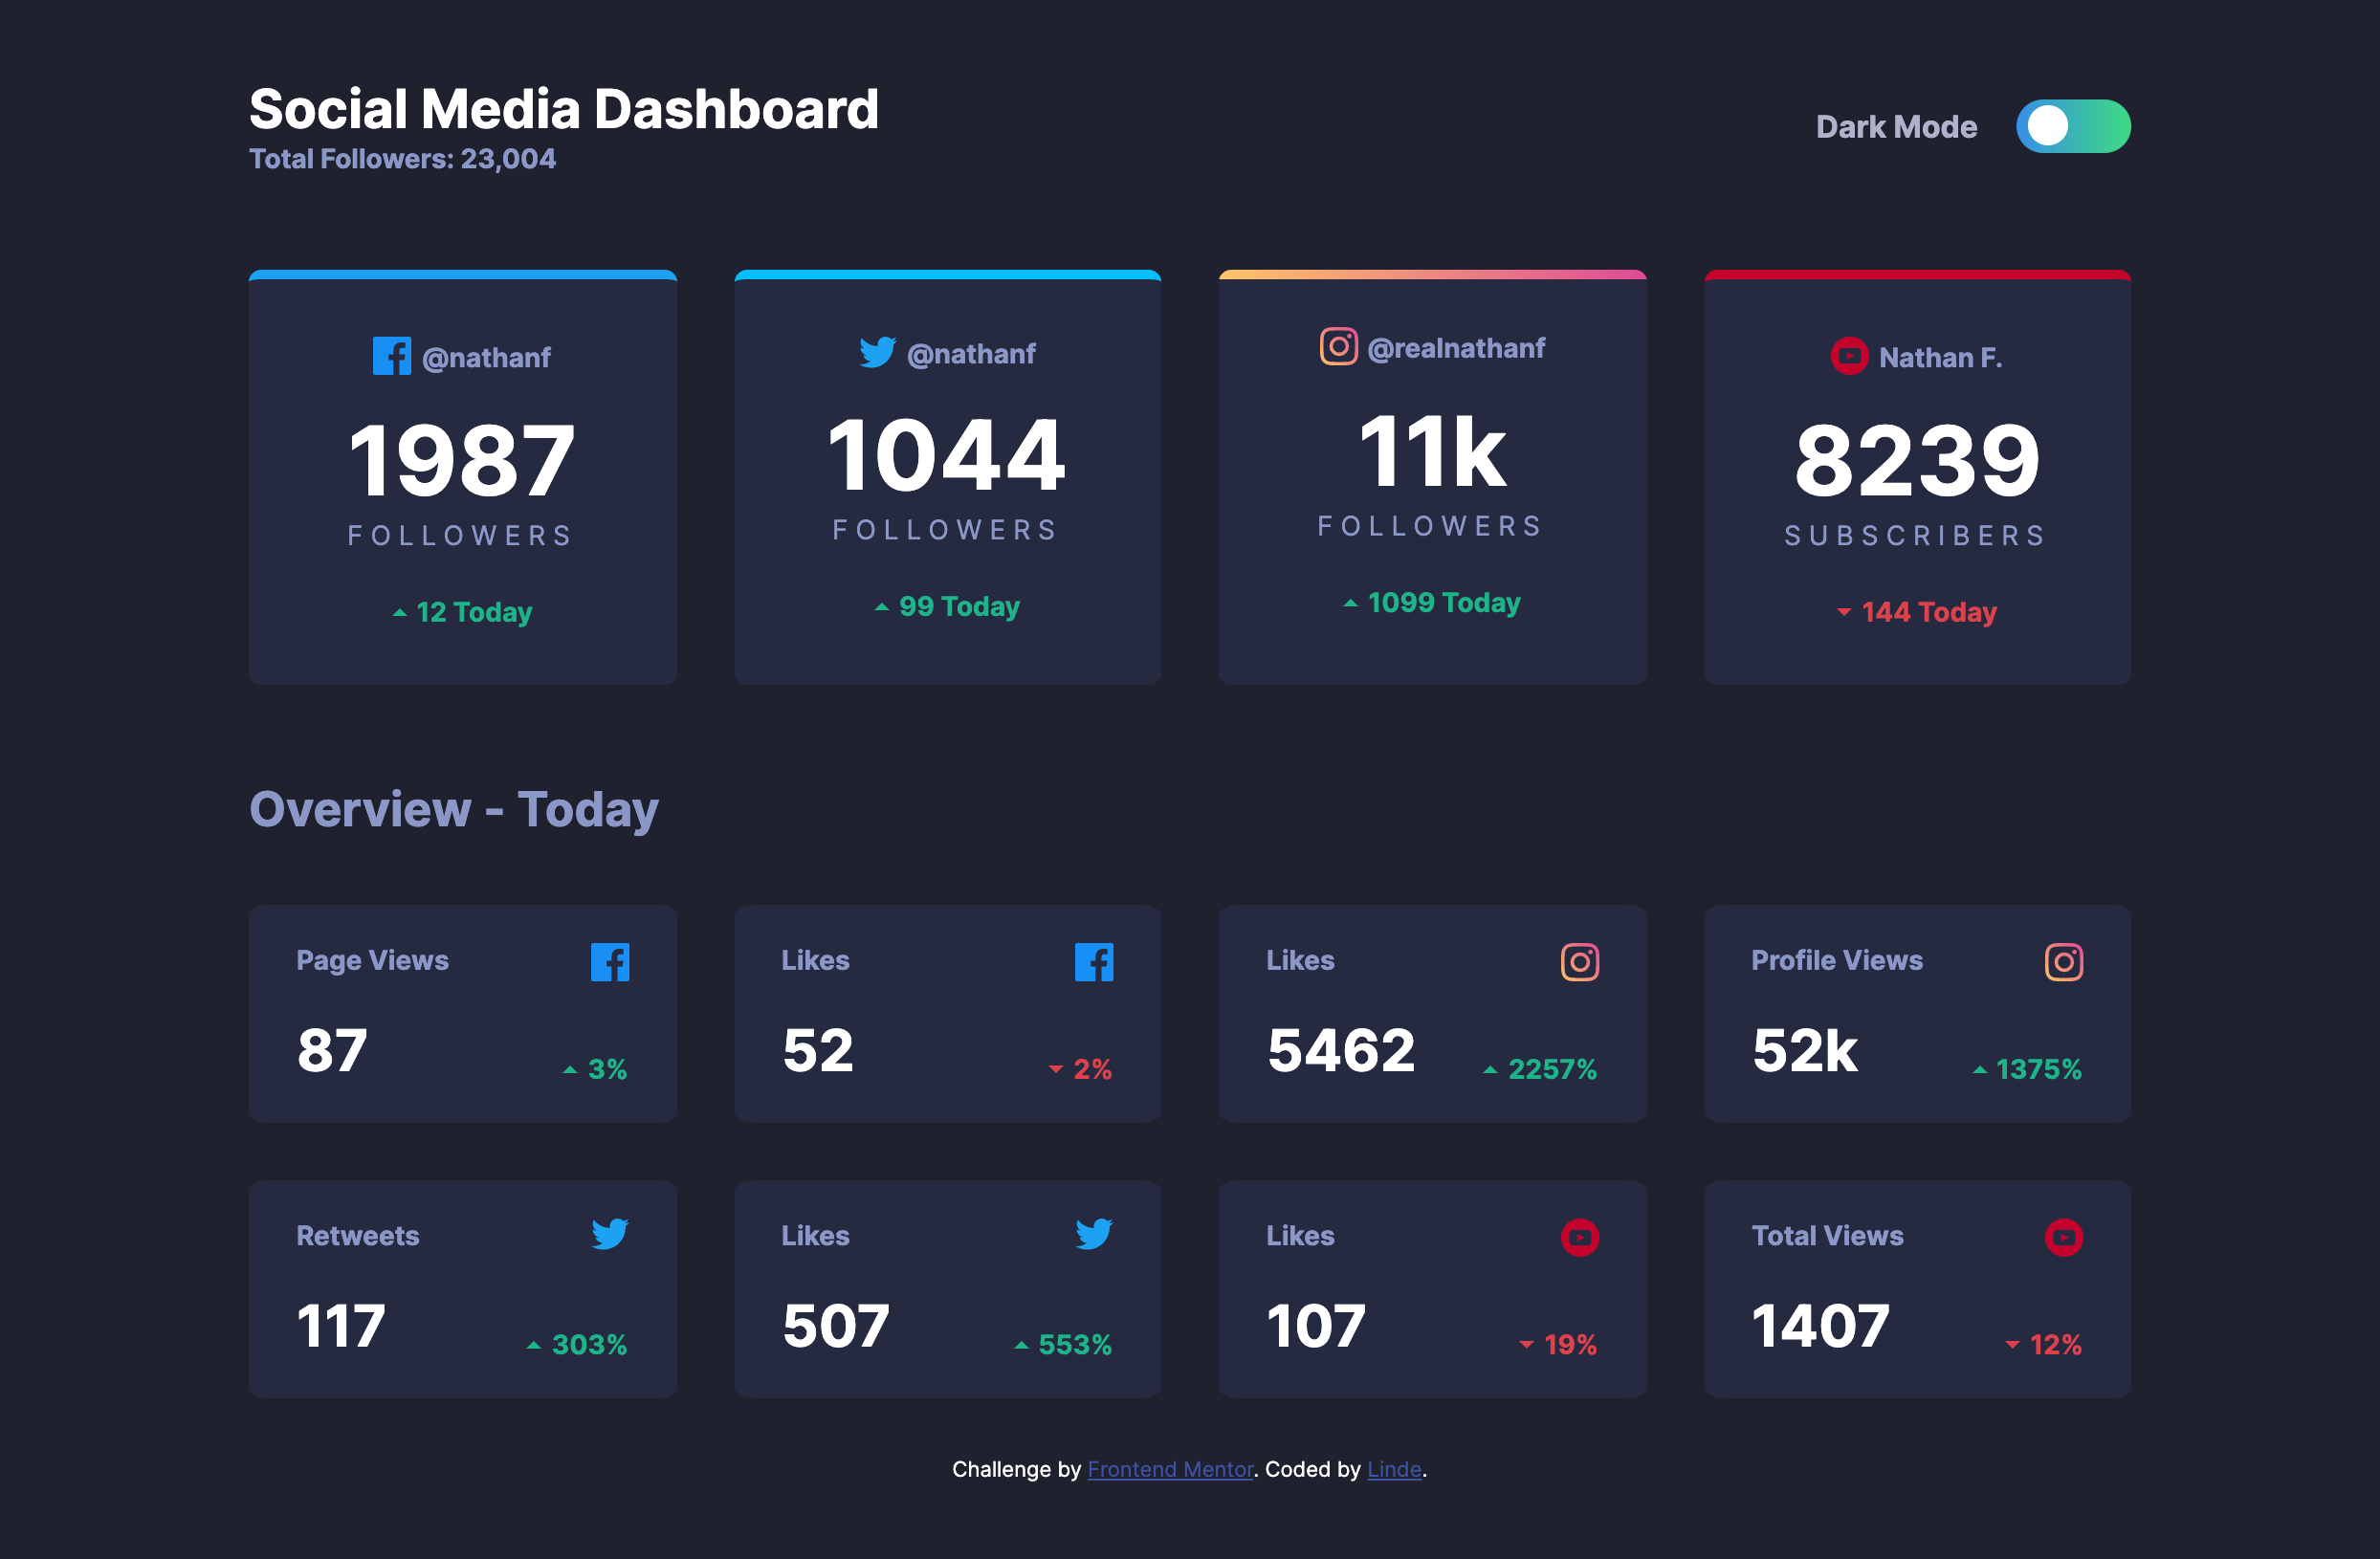 Social Media Dashboard
Total Followers: 23,004
Dark Mode
@nathanf
1987
FOLLOWERS
12 Today
@nathanf
1044
FOLLOWERS
99 Today
@realnathanf
11k
FOLLOWERS
1099 Today
Nathan F.
8239
SUBSCRIBERS
144 Today
Overview - Today
Page Views
87
3%
Likes
52
2%
Likes
5462
2257%
Profile Views
52k
1375%
Retweets
117
303%
Likes
507
553%
Likes
107
19%
Total Views
1407
12%
Challenge by Frontend Mentor. Coded by Linde.